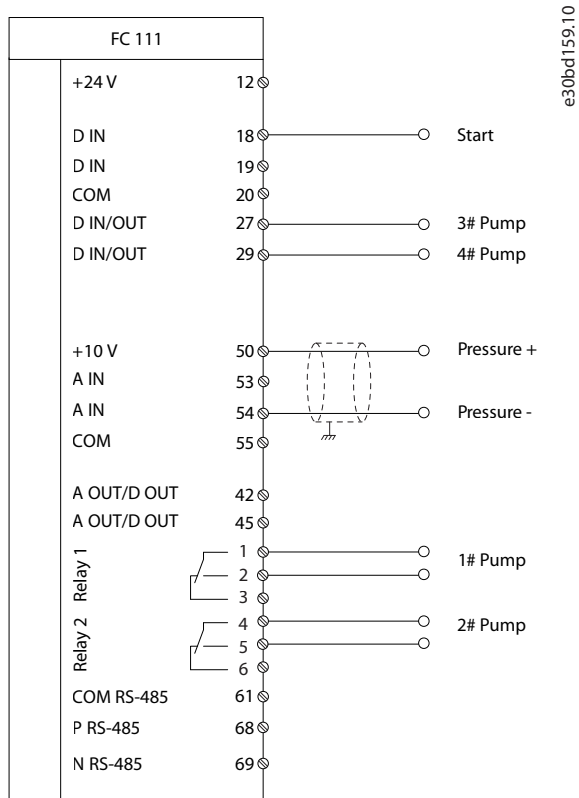 FC 111
e30bd159.10
+24 V 12
D IN 18 Start
D IN 19
COM 20
D IN/OUT 27 3# Pump
D IN/OUT 29 4# Pump
+10 V 50 Pressure +
A IN 53
A IN 54 Pressure -
COM 55
A OUT/D OUT 42
A OUT/D OUT 45
Relay 1
1
2
3
1# Pump
Relay 2
4
5
6
2# Pump
COM RS-485 61
P RS-485 68
N RS-485 69